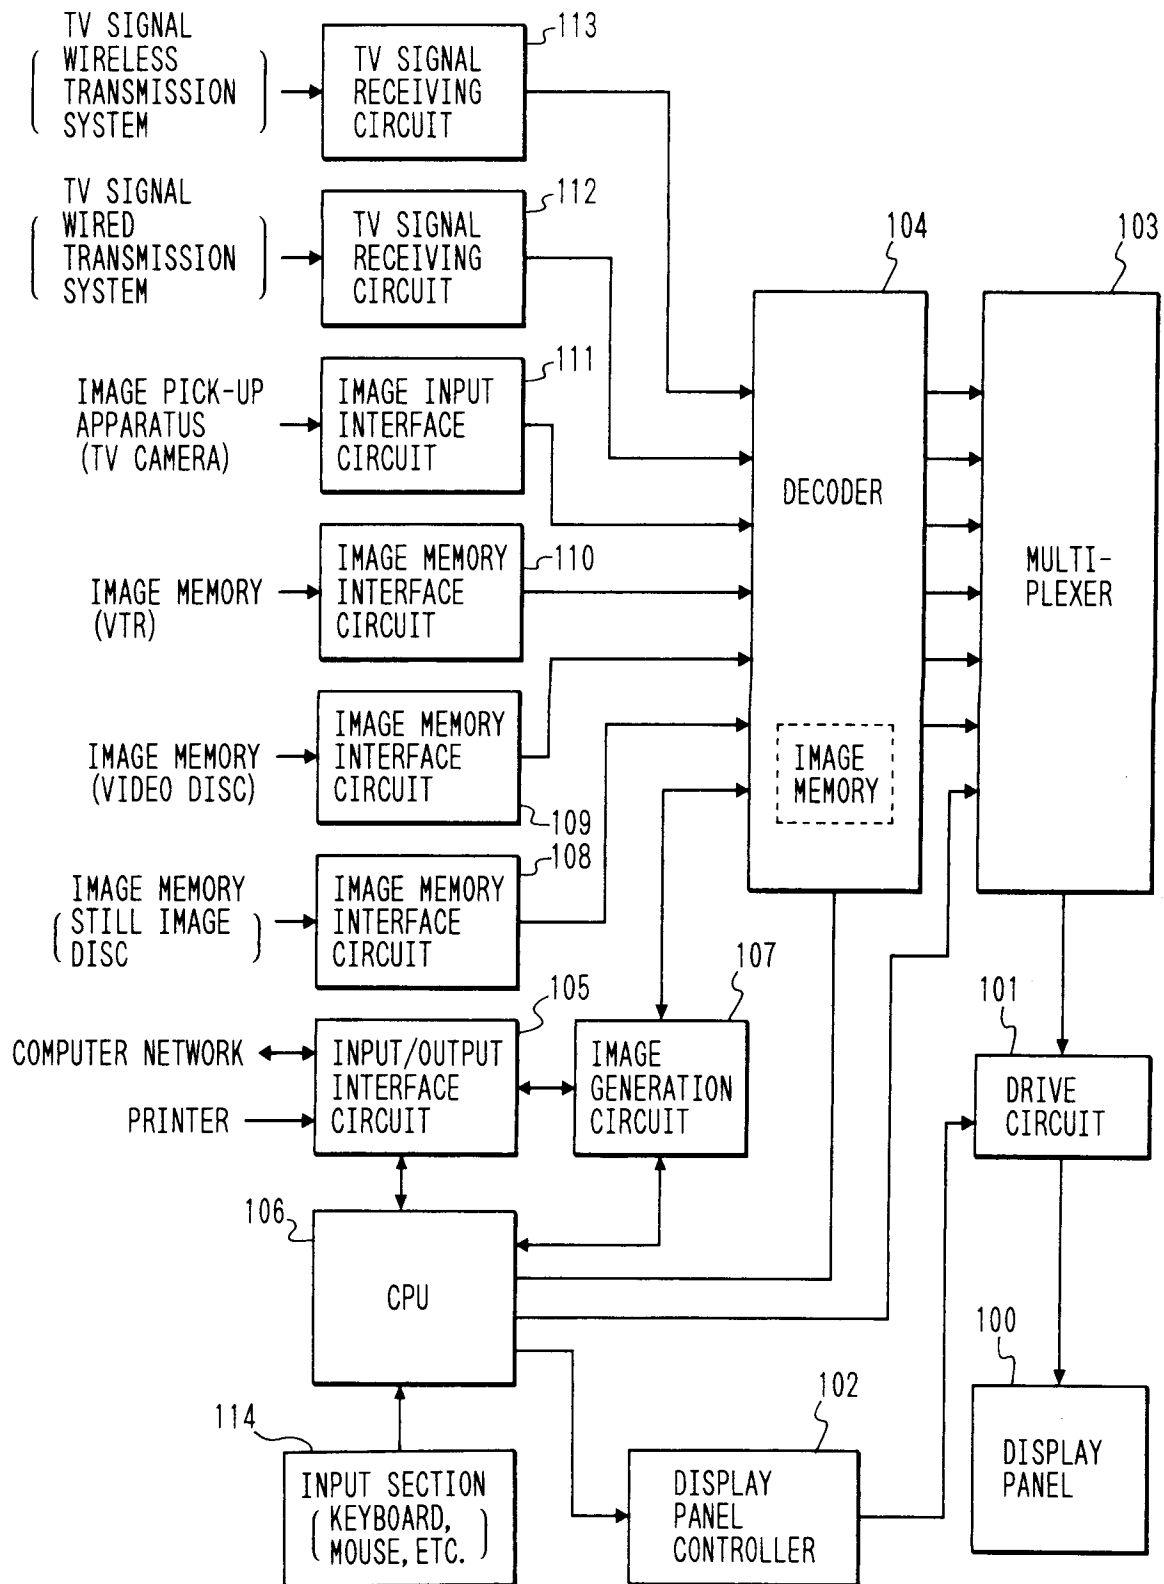 TV SIGNAL
WIRELESS
TRANSMISSION
SYSTEM
113
TV SIGNAL
RECEIVING
CIRCUIT
TV SIGNAL
WIRED
TRANSMISSION
SYSTEM
112
TV SIGNAL
RECEIVING
CIRCUIT
104
103
IMAGE PICK-UP
APPARATUS
(TV CAMERA)
111
IMAGE INPUT
INTERFACE
CIRCUIT
DECODER
MULTI-
PLEXER
IMAGE MEMORY
(VTR)
110
IMAGE MEMORY
INTERFACE
CIRCUIT
IMAGE MEMORY
(VIDEO DISC)
IMAGE MEMORY
INTERFACE
CIRCUIT
109
IMAGE
MEMORY
IMAGE MEMORY
(STILL IMAGE
DISC)
108
IMAGE MEMORY
INTERFACE
CIRCUIT
105
107
101
COMPUTER NETWORK
PRINTER
INPUT/OUTPUT
INTERFACE
CIRCUIT
IMAGE
GENERATION
CIRCUIT
DRIVE
CIRCUIT
106
CPU
100
114
INPUT SECTION
(KEYBOARD,
MOUSE, ETC.)
102
DISPLAY
PANEL
CONTROLLER
DISPLAY
PANEL